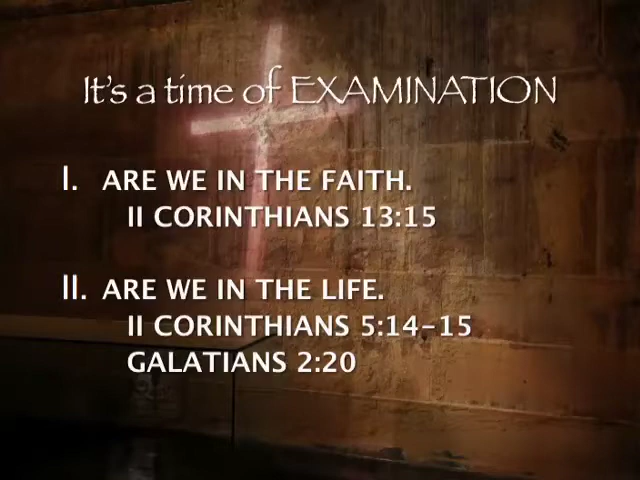 It's a time of EXAMINATION
I. ARE WE IN THE FAITH.
II CORINTHIANS 13:15
II. ARE WE IN THE LIFE.
II CORINTHIANS 5:14-15
GALATIANS 2:20